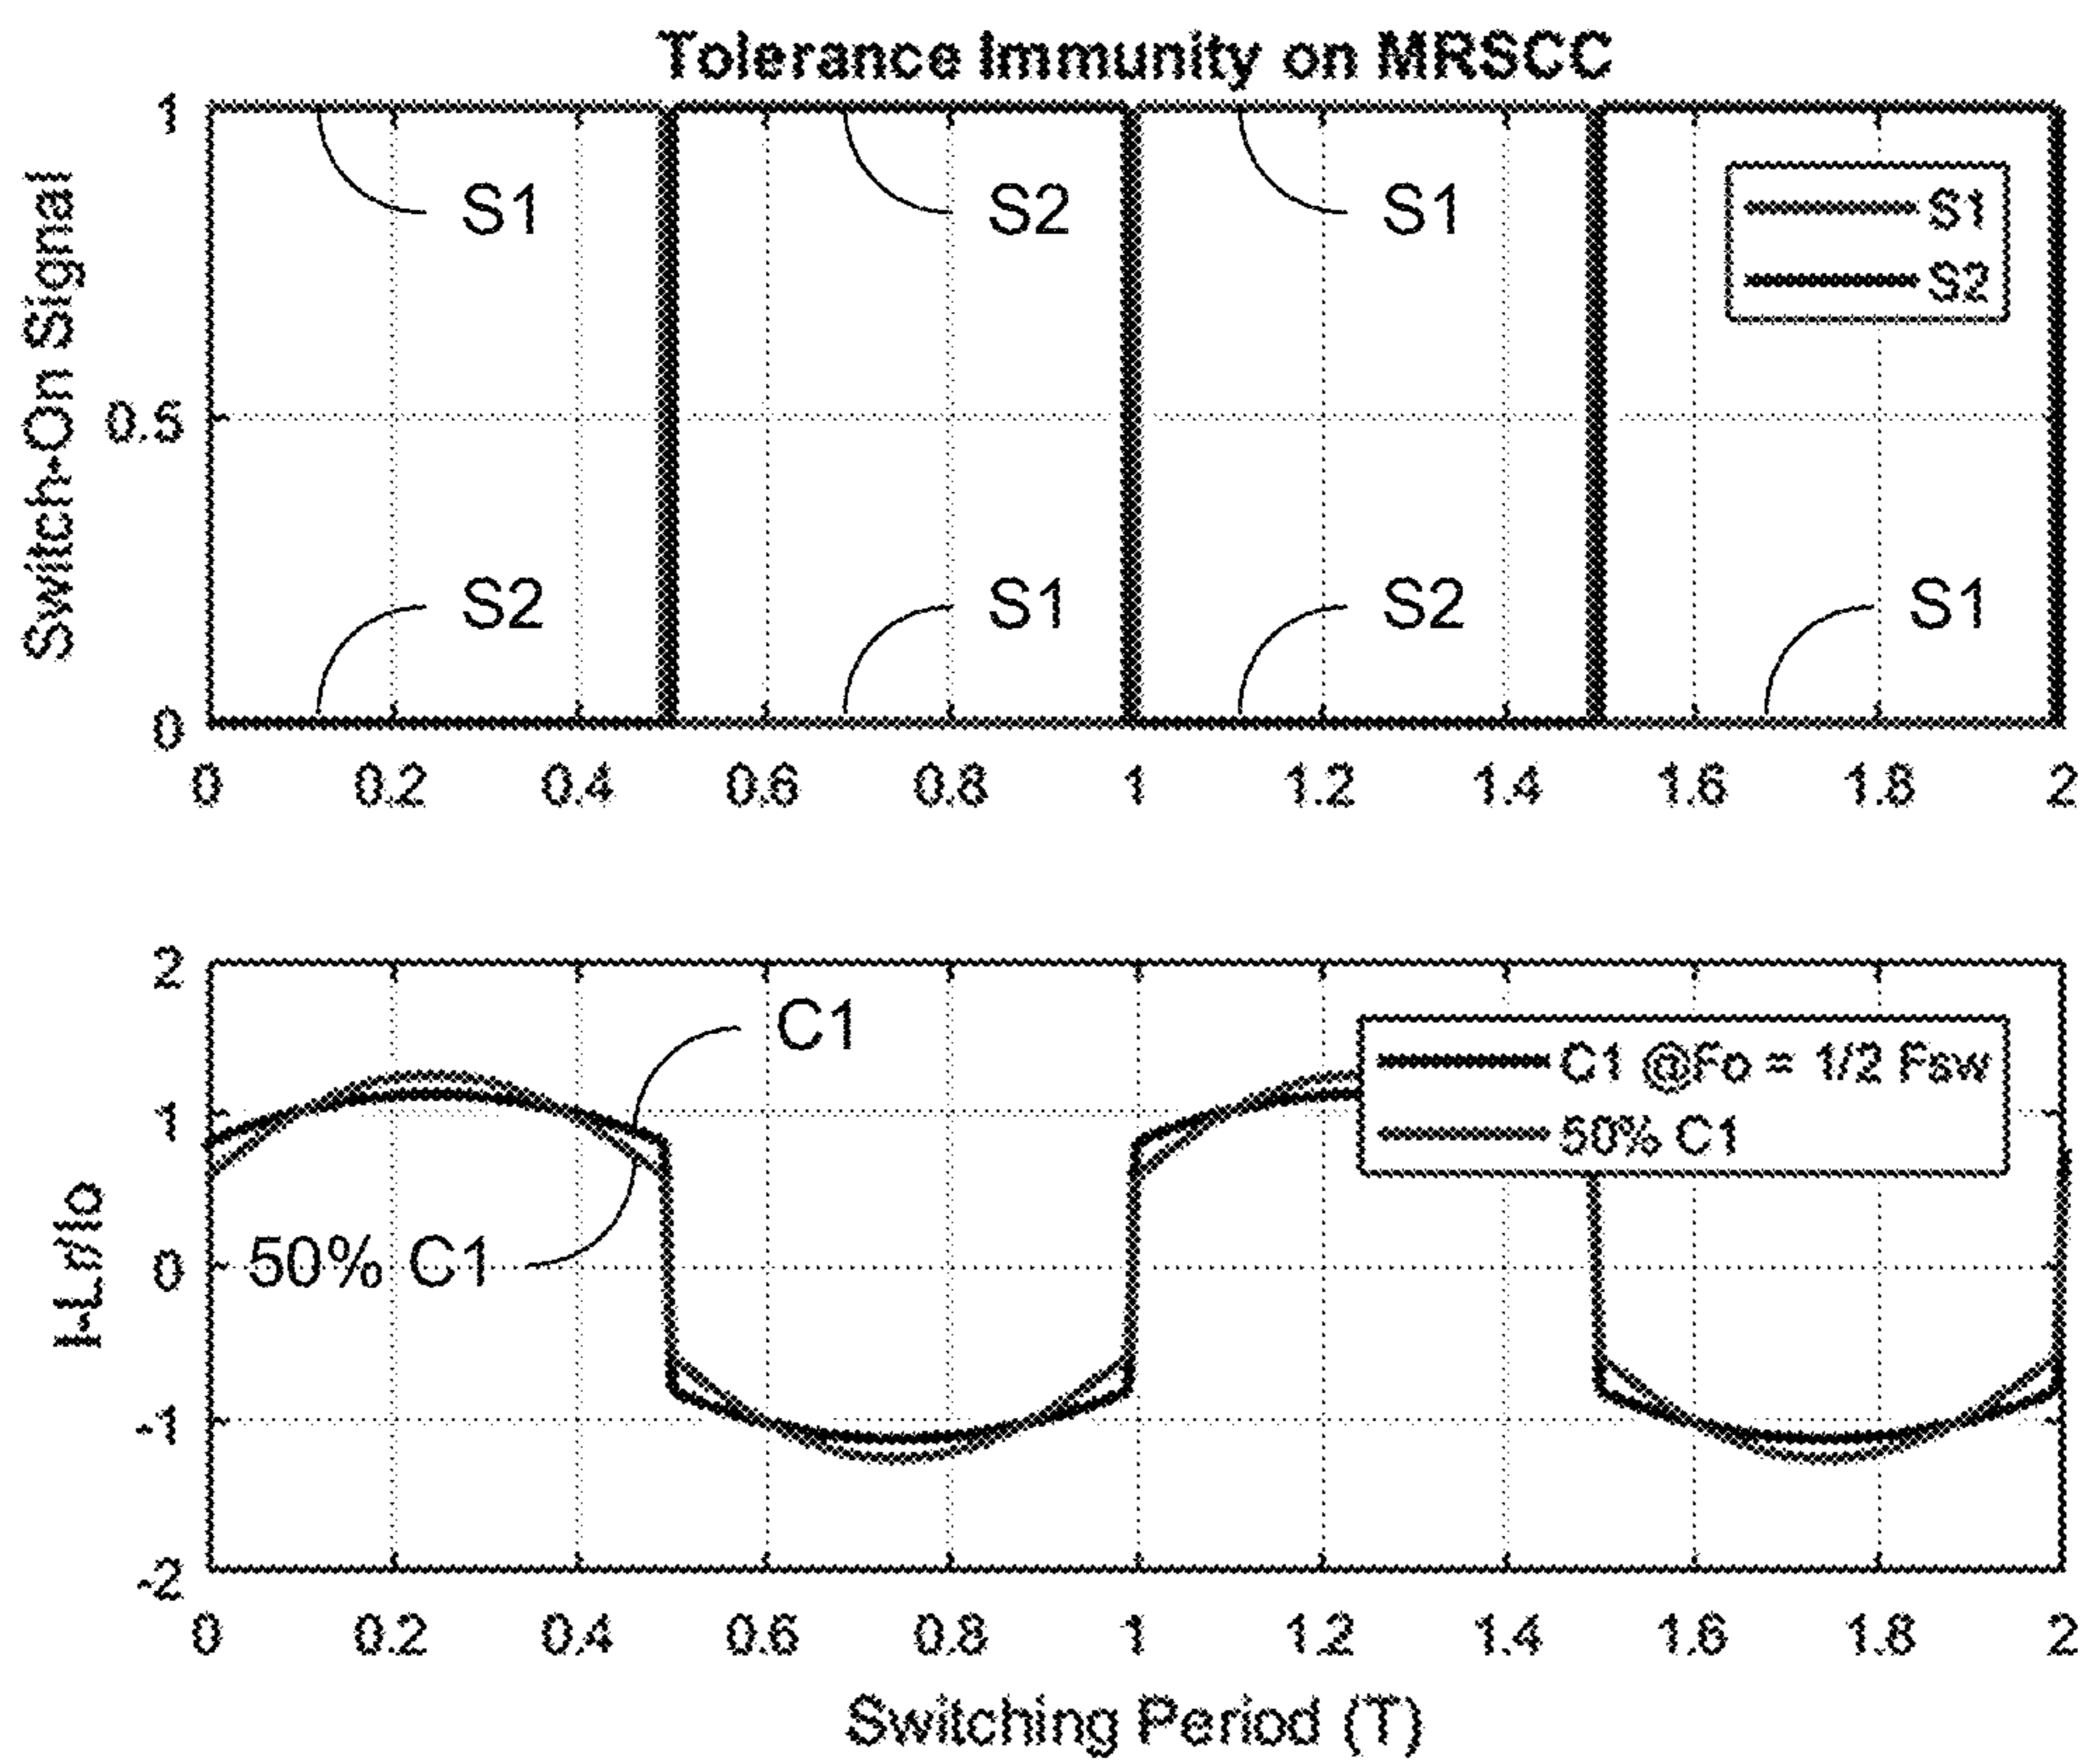 Tolerance Immunity on MRSCC
Switch-On Signal
1
0.5
0
S1
S2
S1
S1
S2
S2
S1
S2
S1
0
0.2
0.4
0.6
0.8
1
1.2
1.4
1.6
1.8
2
I-Lr/Io
2
1
0
-1
-2
C1
50% C1
C1 @Fo = 1/2 Fsw
50% C1
0
0.2
0.4
0.6
0.8
1
1.2
1.4
1.6
1.8
2
Switching Period (T)